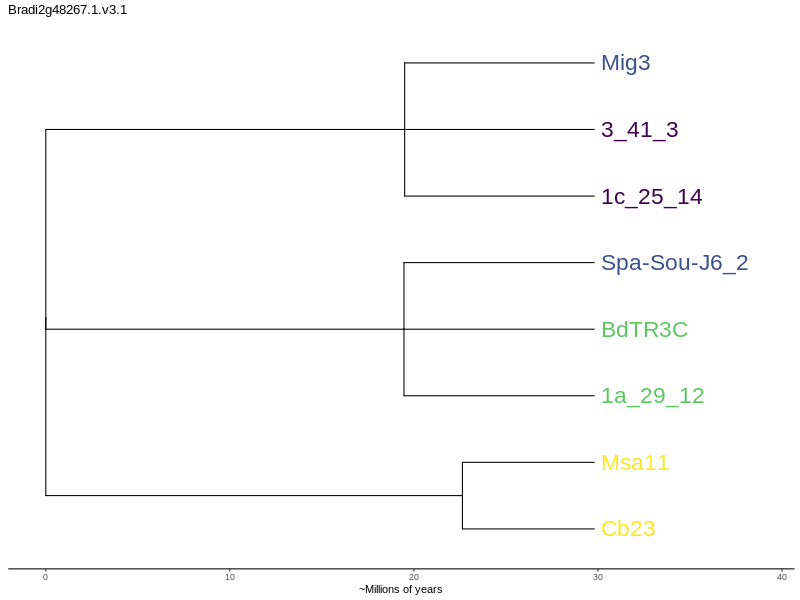 Bradi2g48267.1.v3.1
Mig3
3_41_3
1c_25_14
Spa-Sou-J6_2
BdTR3C
1a_29_12
Msa11
Cb23
0 10 20 30 40
~Millions of years